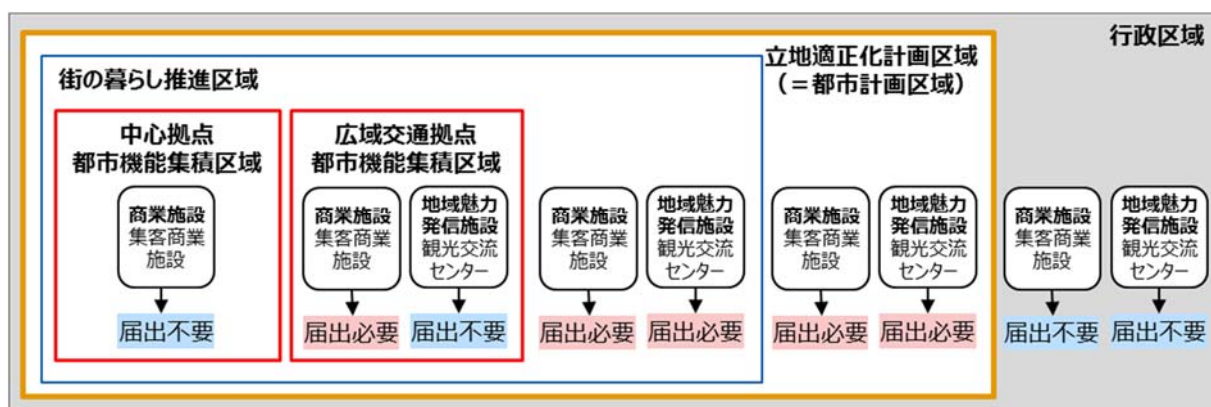 行政区域
立地適正化計画区域
（＝都市計画区域）
街の暮らし推進区域
中心拠点
都市機能集積区域
商業施設
集客商業
施設
届出不要
広域交通拠点
都市機能集積区域
商業施設
集客商業
施設
届出必要
地域魅力
発信施設
観光交流
センター
届出不要
商業施設
集客商業
施設
届出必要
地域魅力
発信施設
観光交流
センター
届出必要
商業施設
集客商業
施設
届出必要
地域魅力
発信施設
観光交流
センター
届出必要
商業施設
集客商業
施設
届出不要
地域魅力
発信施設
観光交流
センター
届出不要